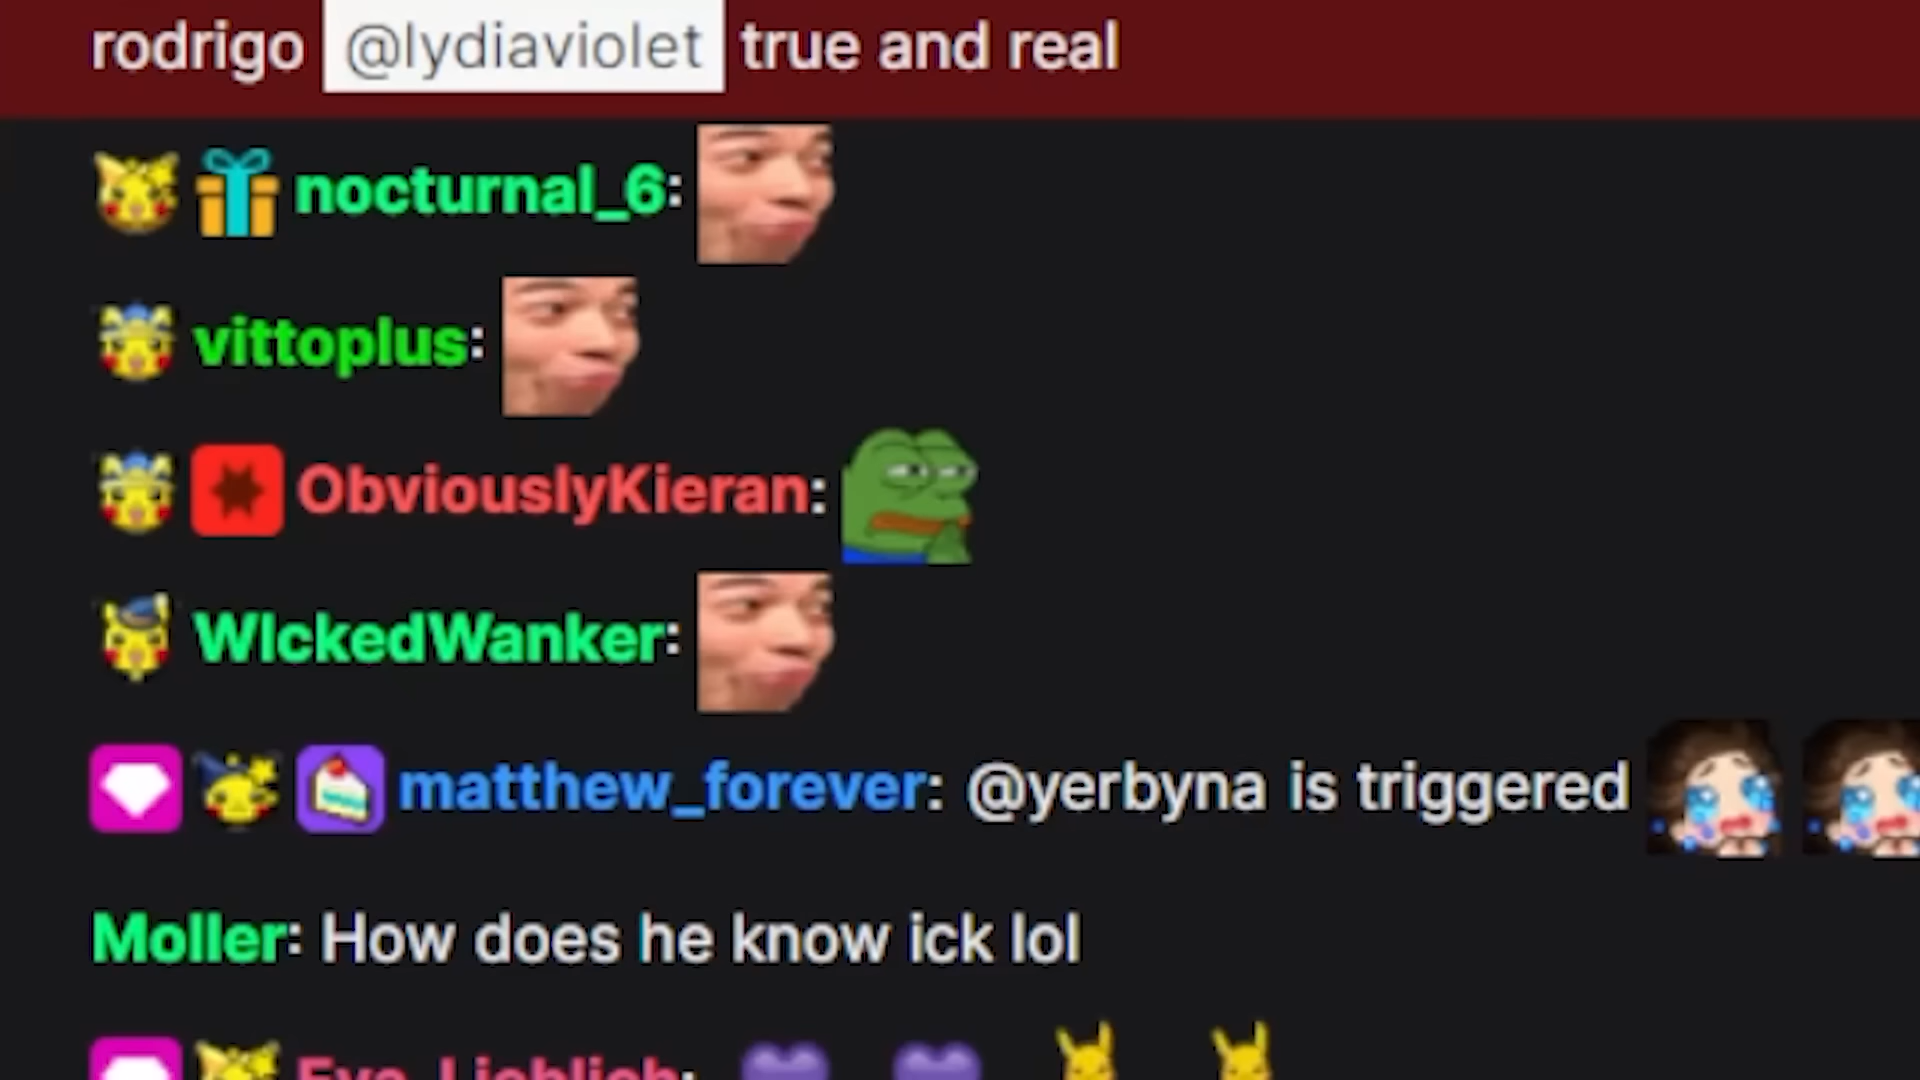 rodrigo @lydiaviolet true and real
nocturnal_6:
vittoplus:
ObviouslyKieran:
WIckedWanker:
matthew_forever: @yerbyna is triggered
Moller: How does he know ick lol